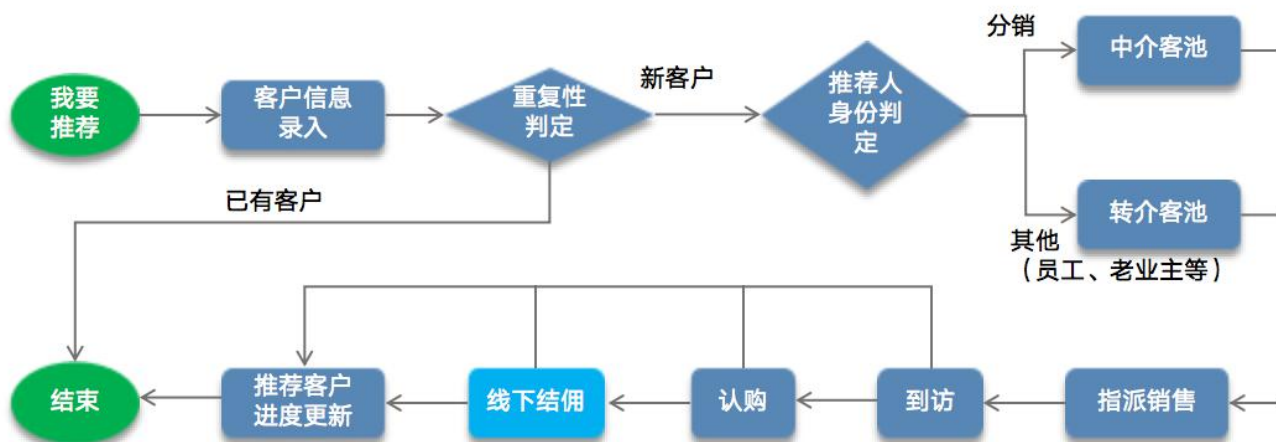 我要
推荐
客户信息
录入
重复性
判定
新客户
推荐人
身份判
定
分销
中介客池
已有客户
其他
（员工、老业主等）
转介客池
结束
推荐客户
进度更新
线下结佣
认购
到访
指派销售